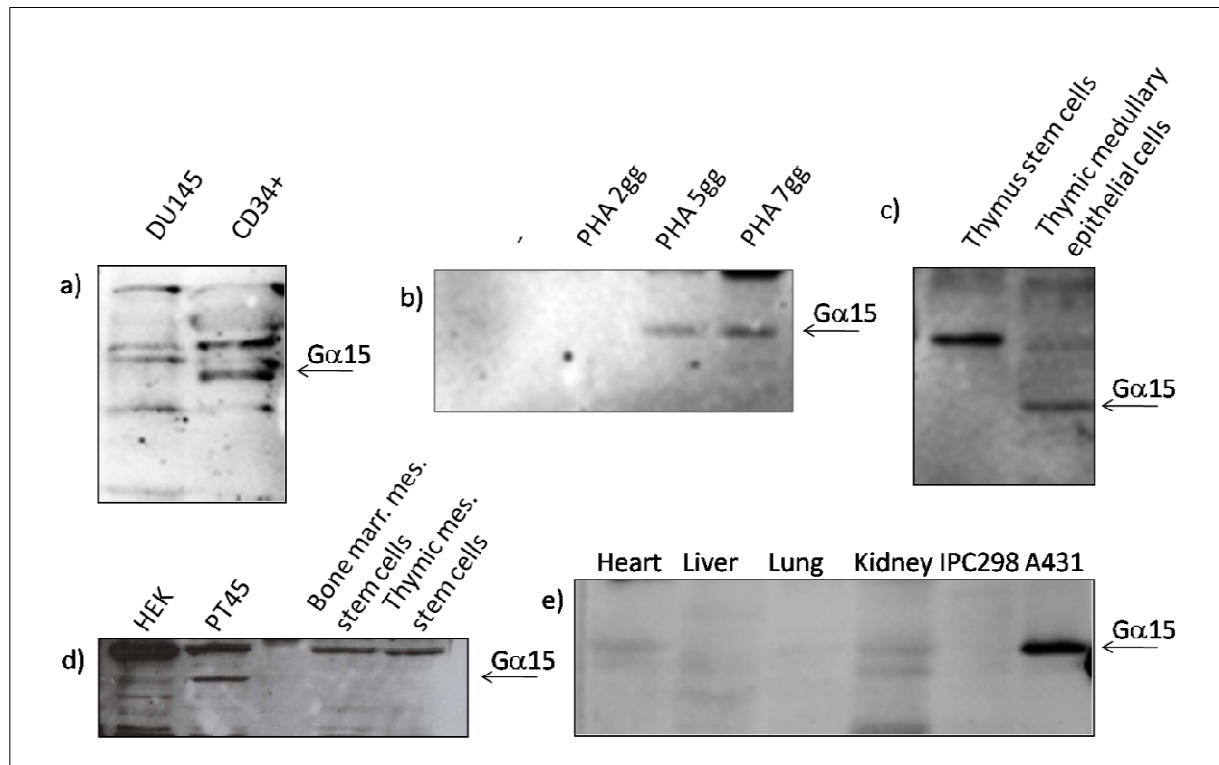 DU145
CD34+
a)
Gα15
,
PHA 2gg
PHA 5gg
PHA 7gg
b)
Gα15
c)
Thymus stem cells
Thymic medullary
epithelial cells
Gα15
d)
HEK
PT45
Bone marr. mes.
stem cells
Thymic mes.
stem cells
Gα15
e)
Heart Liver Lung Kidney IPC298 A431
Gα15